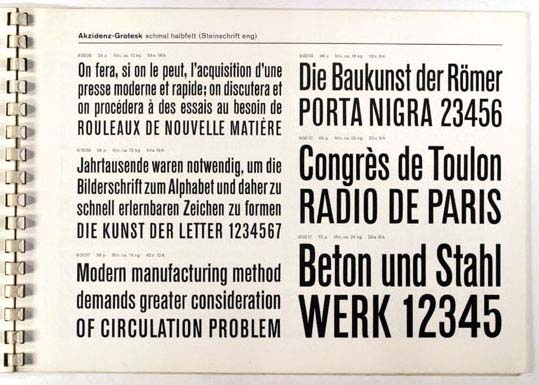 Akzidenz-Grotesk schmal halbfett (Steinschrift eng)
On fera, si on le peut, l'acquisition d'une
presse moderne et rapide; on discutera et
on procédera à des essais au besoin de
ROULEAUX DE NOUVELLE MATIÈRE
Jahrtausende waren notwendig, um die
Bilderschrift zum Alphabet und daher zu
schnell erlernbaren Zeichen zu formen
DIE KUNST DER LETTER 1234567
Modern manufacturing method
demands greater consideration
OF CIRCULATION PROBLEM
Die Baukunst der Römer
PORTA NIGRA 23456
Congrès de Toulon
RADIO DE PARIS
Beton und Stahl
WERK 12345